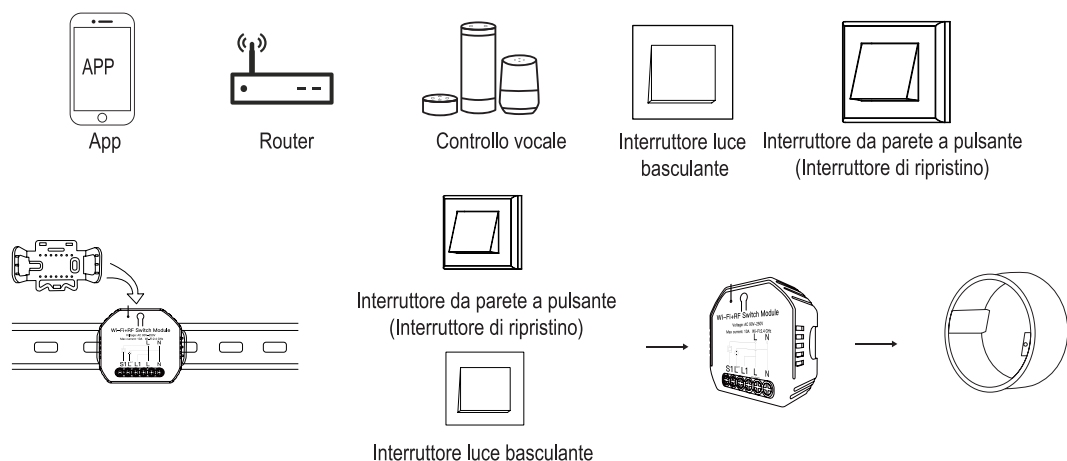 APP
App
Router
Controllo vocale
Interruttore luce
basculante
Interruttore da parete a pulsante
(Interruttore di ripristino)
Interruttore da parete a pulsante
(Interruttore di ripristino)
Interruttore luce basculante
Wi-Fi+RF Switch Module
L N
S1 L L1 L N
Wi-Fi+RF Switch Module
L N
S1 L L1 L N